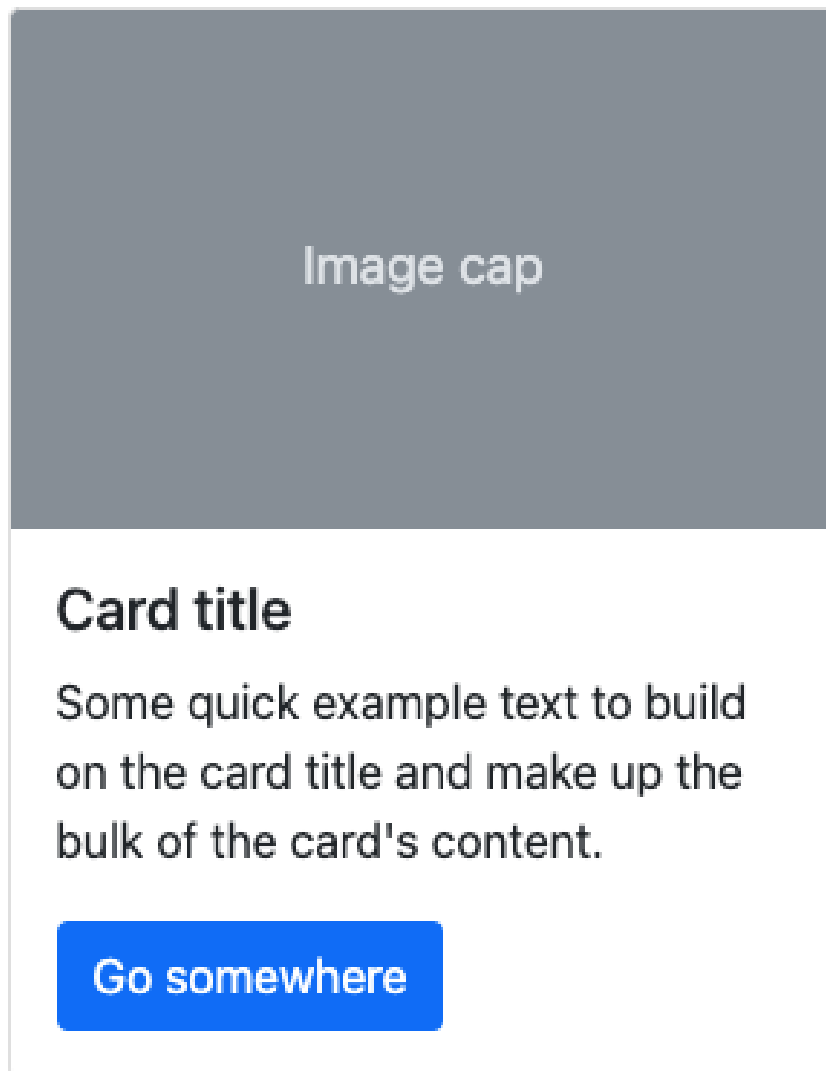 Image cap
Card title
Some quick example text to build
on the card title and make up the
bulk of the card's content.
Go somewhere